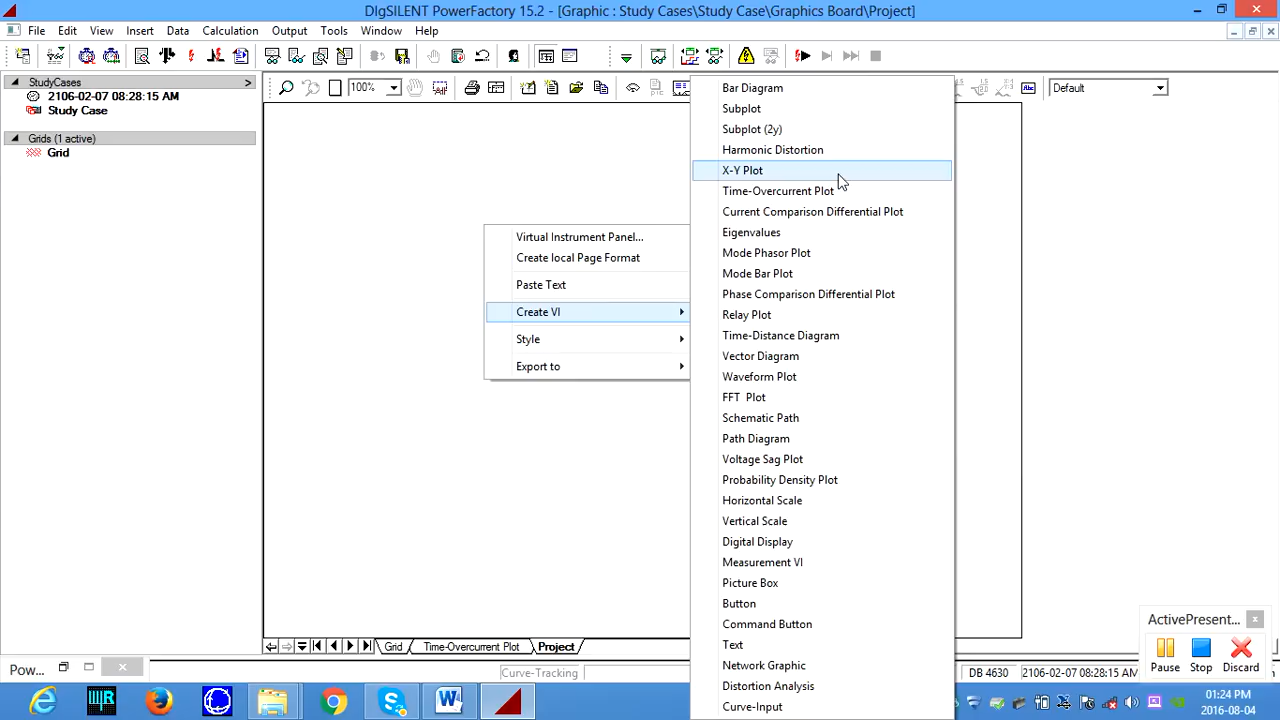 DIgSILENT PowerFactory 15.2 - [Graphic : Study Cases\Study Case\Graphics Board\Project]
File Edit View Insert Data Calculation Output Tools Window Help
100%
Default
StudyCases
2106-02-07 08:28:15 AM
Study Case
Grids (1 active)
Grid
Virtual Instrument Panel...
Create local Page Format
Paste Text
Create VI
Style
Export to
Bar Diagram
Subplot
Subplot (2y)
Harmonic Distortion
X-Y Plot
Time-Overcurrent Plot
Current Comparison Differential Plot
Eigenvalues
Mode Phasor Plot
Mode Bar Plot
Phase Comparison Differential Plot
Relay Plot
Time-Distance Diagram
Vector Diagram
Waveform Plot
FFT Plot
Schematic Path
Path Diagram
Voltage Sag Plot
Probability Density Plot
Horizontal Scale
Vertical Scale
Digital Display
Measurement VI
Picture Box
Button
Command Button
Text
Network Graphic
Distortion Analysis
Curve-Input
Grid Time-Overcurrent Plot Project
Pow...
Curve-Tracking
DB 4630 2106-02-07 08:28:15 AM
ActivePresent...
Pause Stop Discard
01:24 PM
2016-08-04